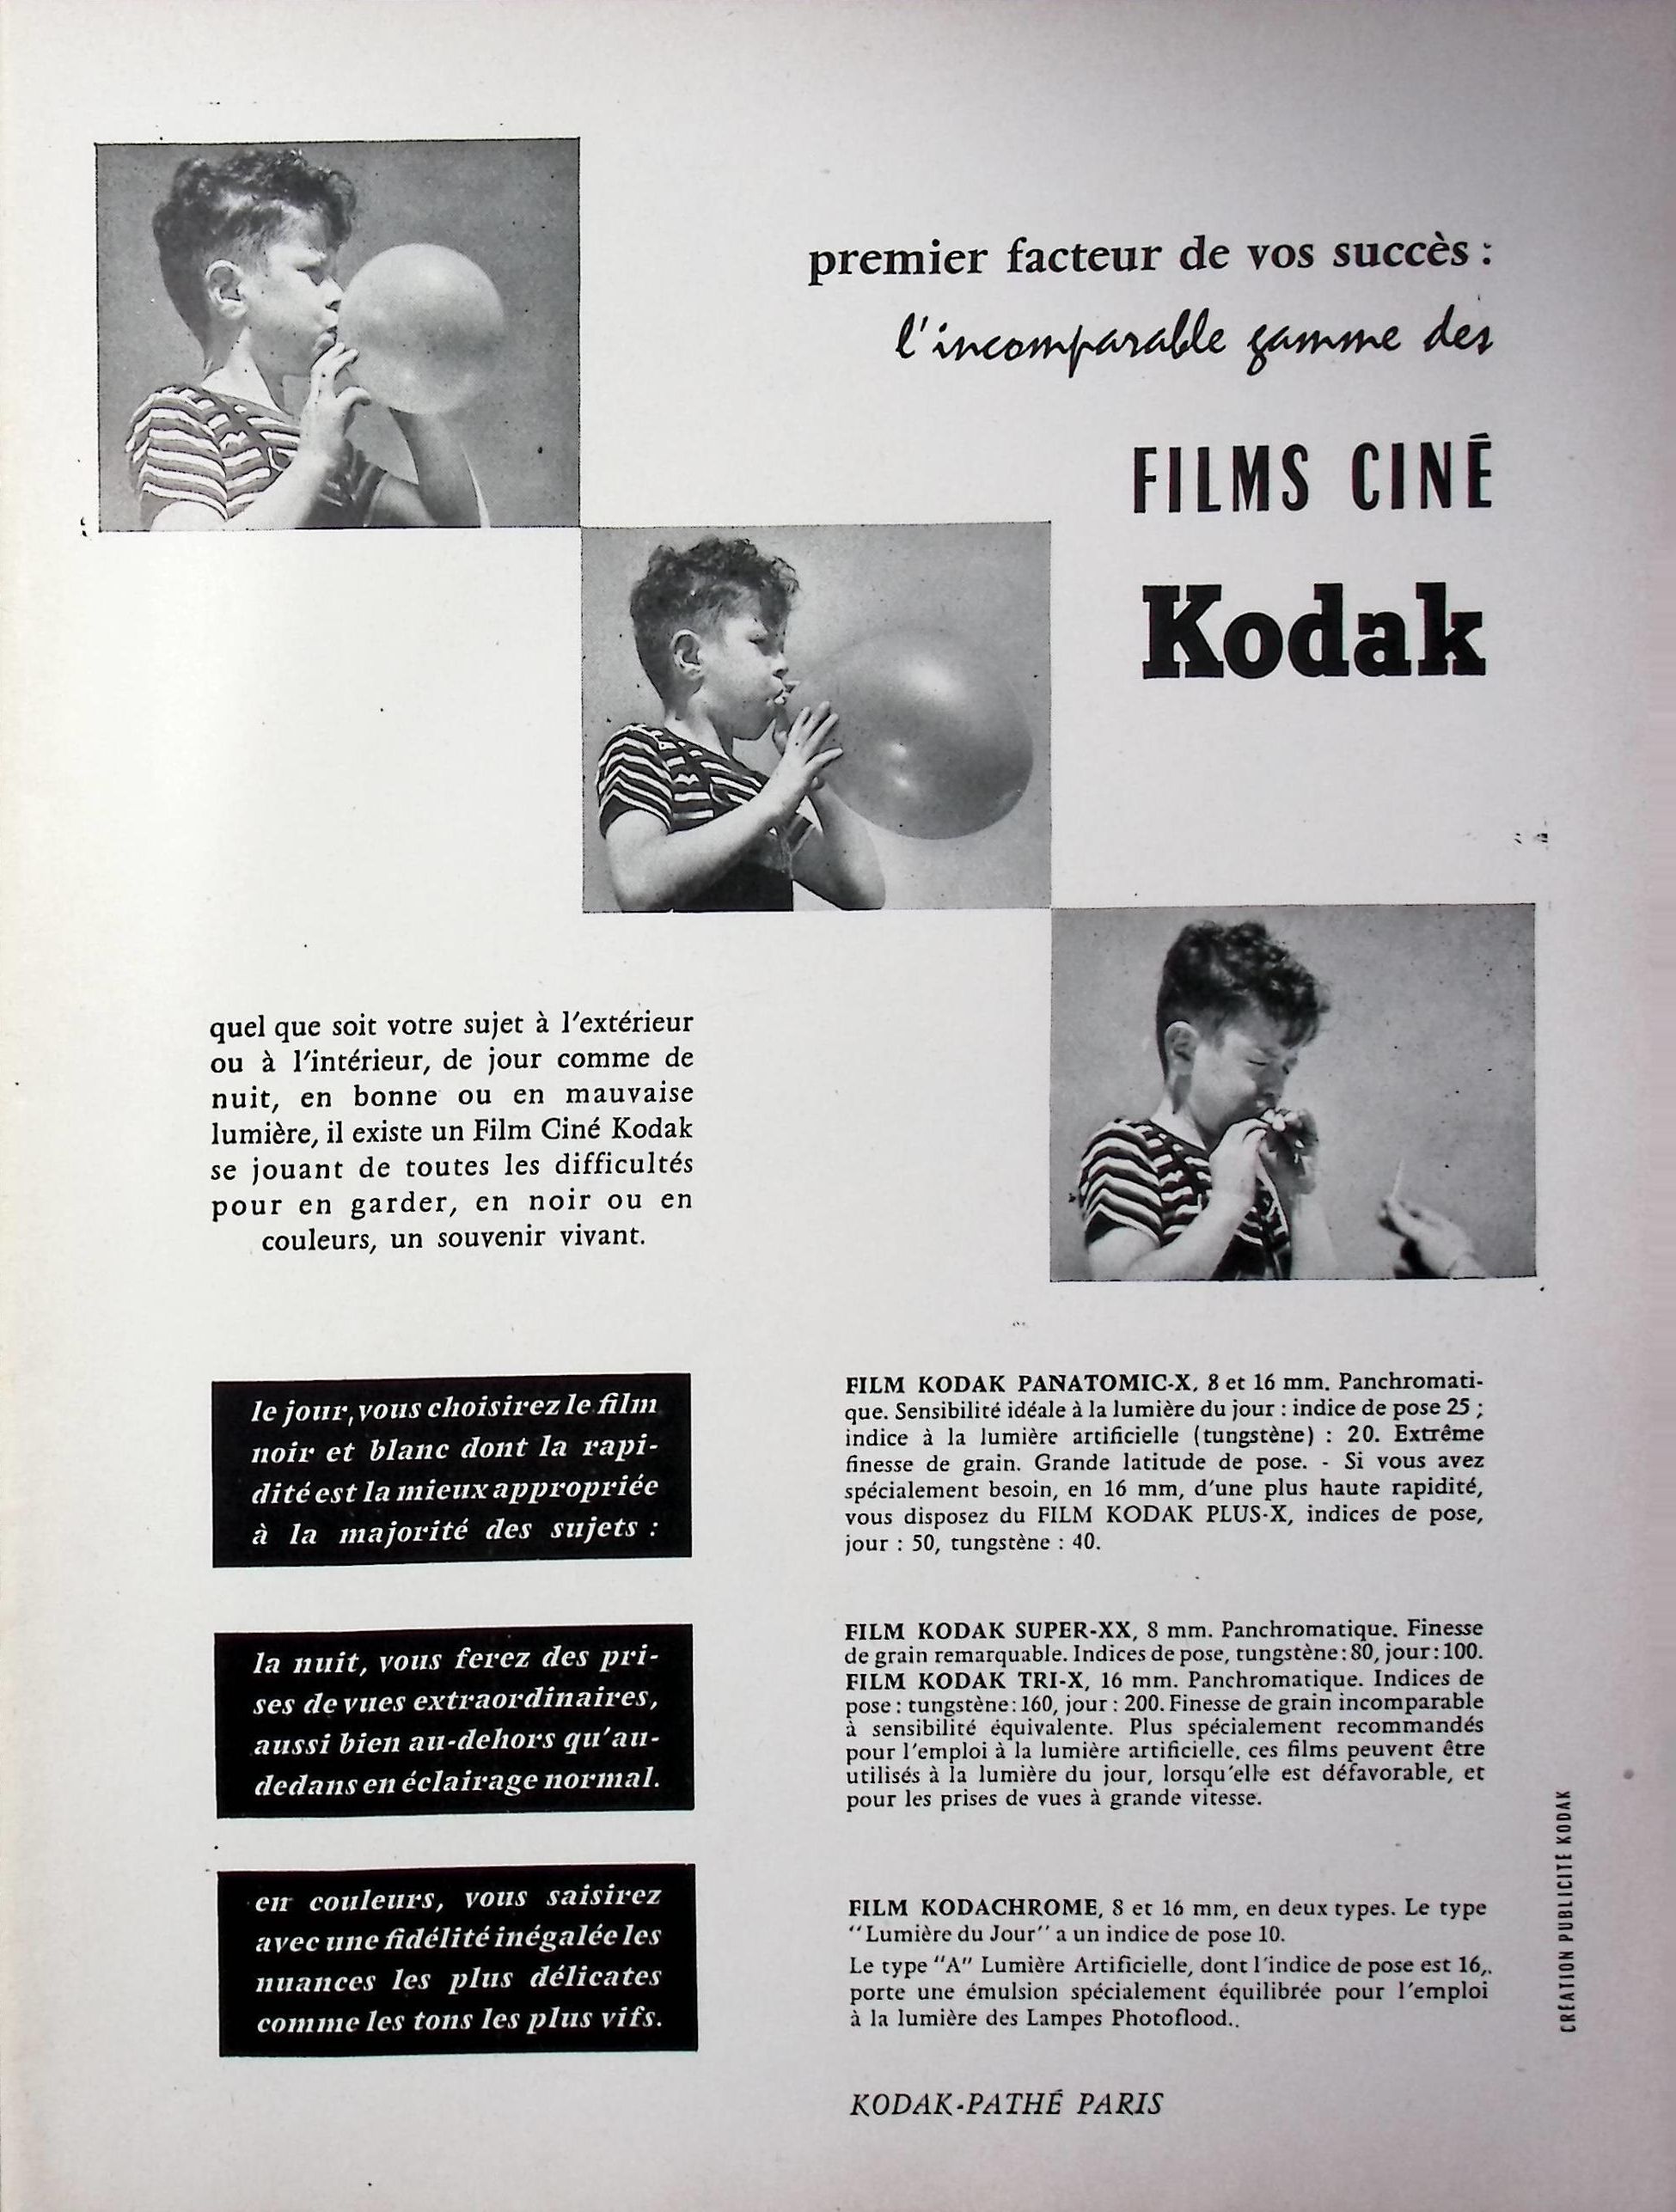 premier facteur de vos succès :
l'incomparable gamme des
FILMS CINÉ
Kodak
quel que soit votre sujet à l'extérieur
ou à l'intérieur, de jour comme de
nuit, en bonne ou en mauvaise
lumière, il existe un Film Ciné Kodak
se jouant de toutes les difficultés
pour en garder, en noir ou en
couleurs, un souvenir vivant.
le jour, vous choisirez le film
noir et blanc dont la rapi-
dité est la mieux appropriée
à la majorité des sujets :
FILM KODAK PANATOMIC-X, 8 et 16 mm. Panchromati-
que. Sensibilité idéale à la lumière du jour : indice de pose 25 ;
indice à la lumière artificielle (tungstène) : 20. Extrême
finesse de grain. Grande latitude de pose. - Si vous avez
spécialement besoin, en 16 mm, d'une plus haute rapidité,
vous disposez du FILM KODAK PLUS-X, indices de pose,
jour : 50, tungstène : 40.
la nuit, vous ferez des pri-
ses de vues extraordinaires,
aussi bien au-dehors qu'au-
dedans en éclairage normal.
FILM KODAK SUPER-XX, 8 mm. Panchromatique. Finesse
de grain remarquable. Indices de pose, tungstène : 80, jour : 100.
FILM KODAK TRI-X, 16 mm. Panchromatique. Indices de
pose : tungstène : 160, jour : 200. Finesse de grain incomparable
à sensibilité équivalente. Plus spécialement recommandés
pour l'emploi à la lumière artificielle, ces films peuvent être
utilisés à la lumière du jour, lorsqu'elle est défavorable, et
pour les prises de vues à grande vitesse.
en couleurs, vous saisirez
avec une fidélité inégalée les
nuances les plus délicates
comme les tons les plus vifs.
FILM KODACHROME, 8 et 16 mm, en deux types. Le type
"Lumière du Jour" a un indice de pose 10.
Le type "A" Lumière Artificielle, dont l'indice de pose est 16,.
porte une émulsion spécialement équilibrée pour l'emploi
à la lumière des Lampes Photoflood..
KODAK-PATHÉ PARIS
CRÉATION PUBLICITÉ KODAK